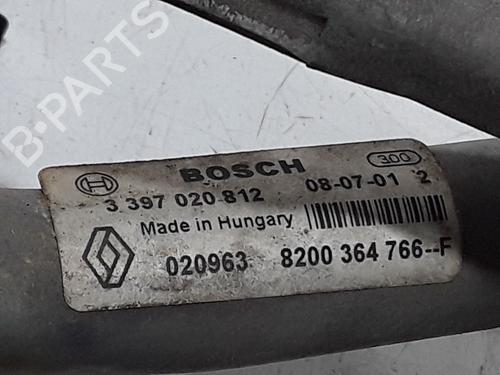 B-PARTS
BOSCH
300
3 397 020 812
08-07-01 2
Made in Hungary
020963
8200 364 766--F